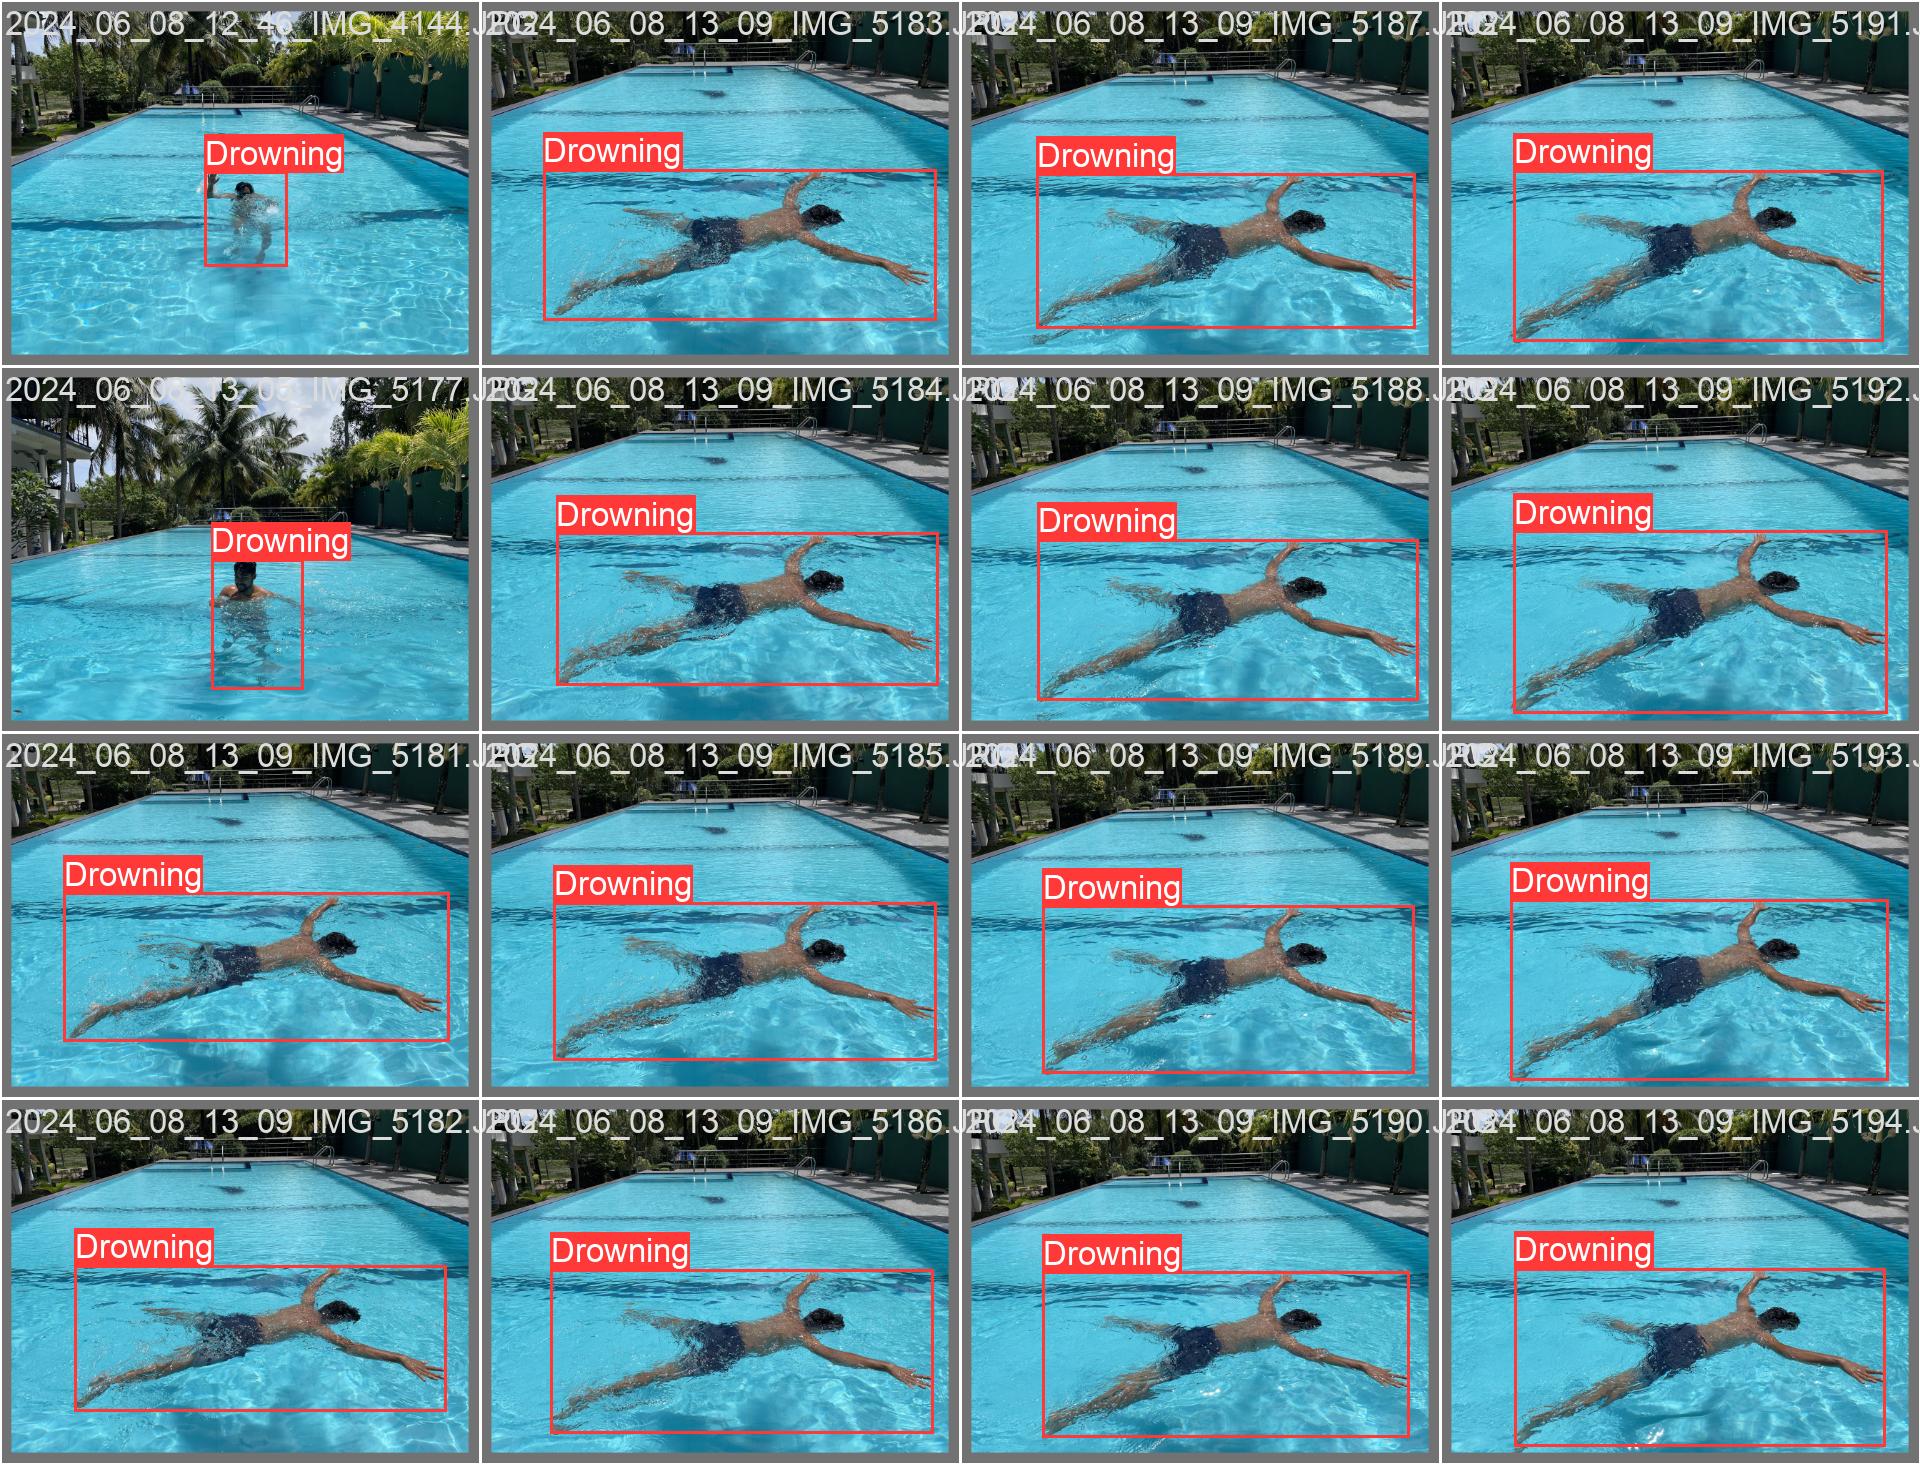 2024_06_08_12_46_IMG_4144.JPG
2024_06_08_13_09_IMG_5183.JPG
2024_06_08_13_09_IMG_5187.JPG
2024_06_08_13_09_IMG_5191.J
Drowning
Drowning
Drowning
Drowning
2024_06_08_13_05_IMG_5177.JPG
2024_06_08_13_09_IMG_5184.JPG
2024_06_08_13_09_IMG_5188.JPG
2024_06_08_13_09_IMG_5192.J
Drowning
Drowning
Drowning
Drowning
2024_06_08_13_09_IMG_5181.JPG
2024_06_08_13_09_IMG_5185.JPG
2024_06_08_13_09_IMG_5189.JPG
2024_06_08_13_09_IMG_5193.J
Drowning
Drowning
Drowning
Drowning
2024_06_08_13_09_IMG_5182.JPG
2024_06_08_13_09_IMG_5186.JPG
2024_06_08_13_09_IMG_5190.JPG
2024_06_08_13_09_IMG_5194.J
Drowning
Drowning
Drowning
Drowning